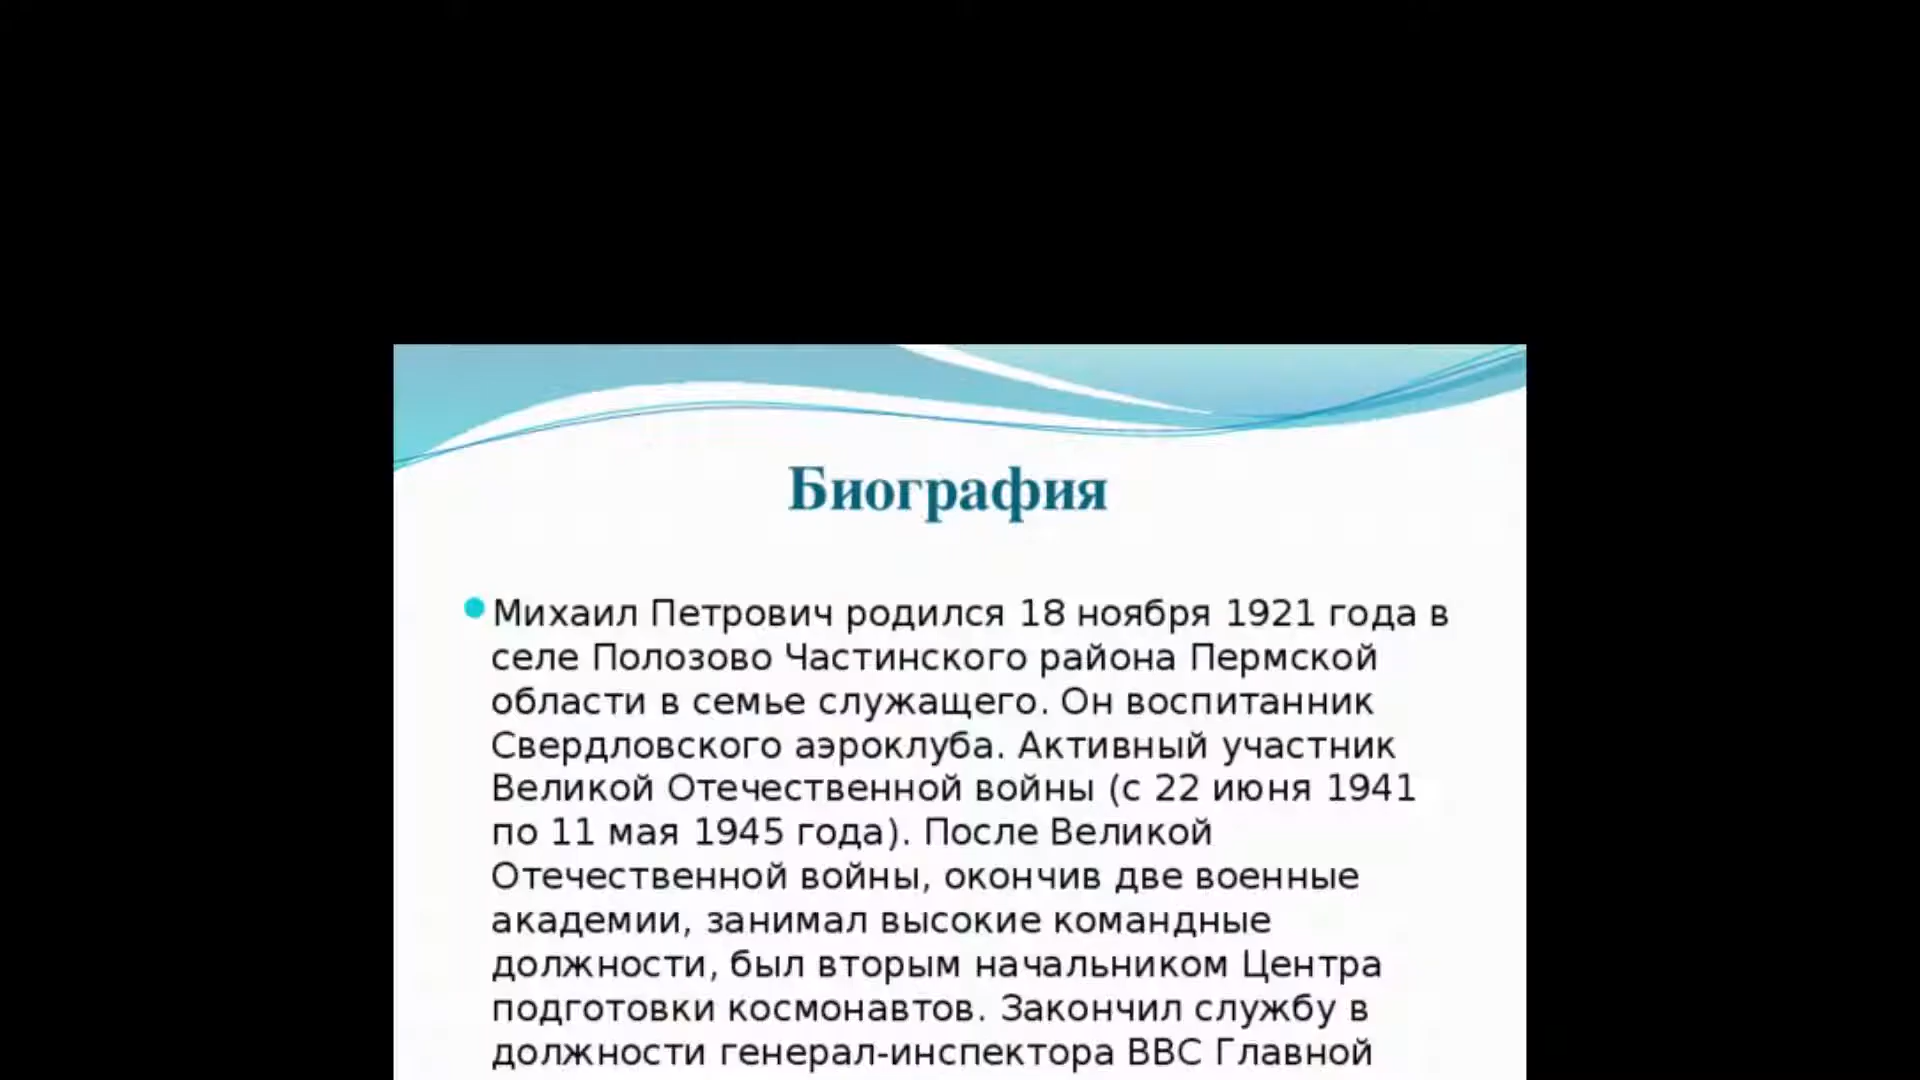 Биография
Михаил Петрович родился 18 ноября 1921 года в
селе Полозово Частинского района Пермской
области в семье служащего. Он воспитанник
Свердловского аэроклуба. Активный участник
Великой Отечественной войны (с 22 июня 1941
по 11 мая 1945 года). После Великой
Отечественной войны, окончив две военные
академии, занимал высокие командные
должности, был вторым начальником Центра
подготовки космонавтов. Закончил службу в
должности генерал-инспектора ВВС Главной